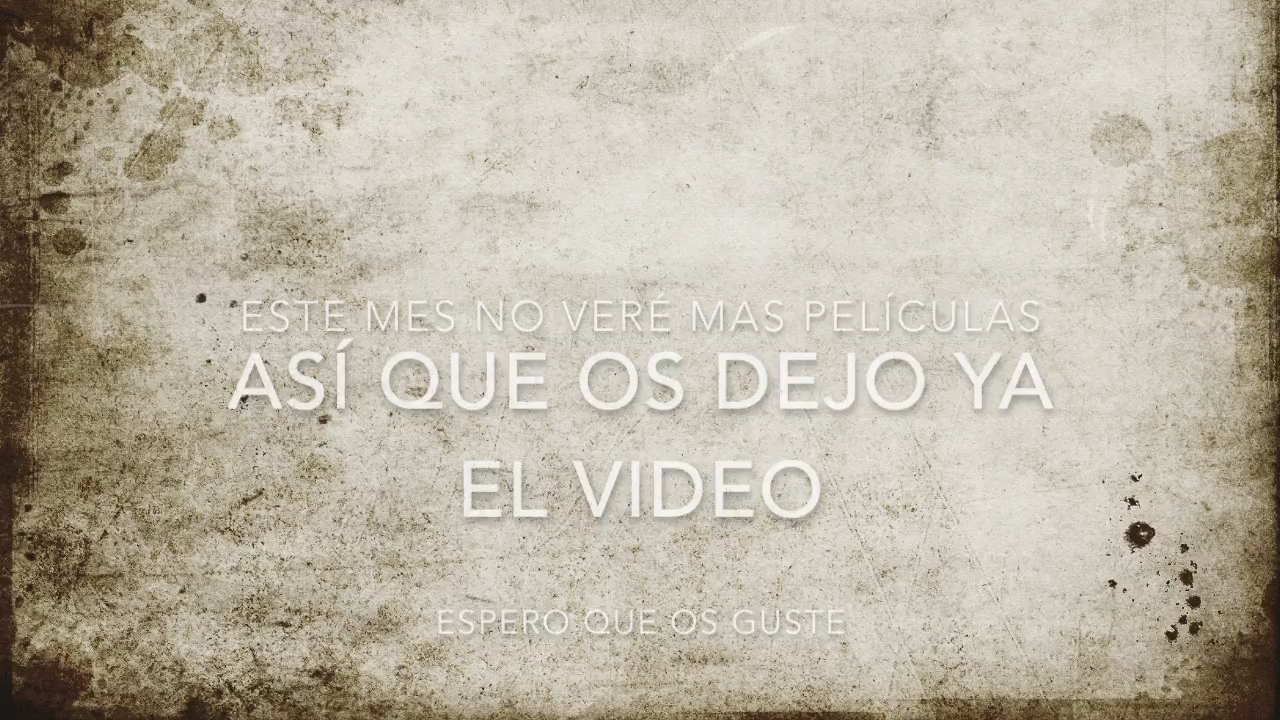 ESTE MES NO VERÉ MAS PELÍCULAS
ASÍ QUE OS DEJO YA
EL VIDEO
ESPERO QUE OS GUSTE